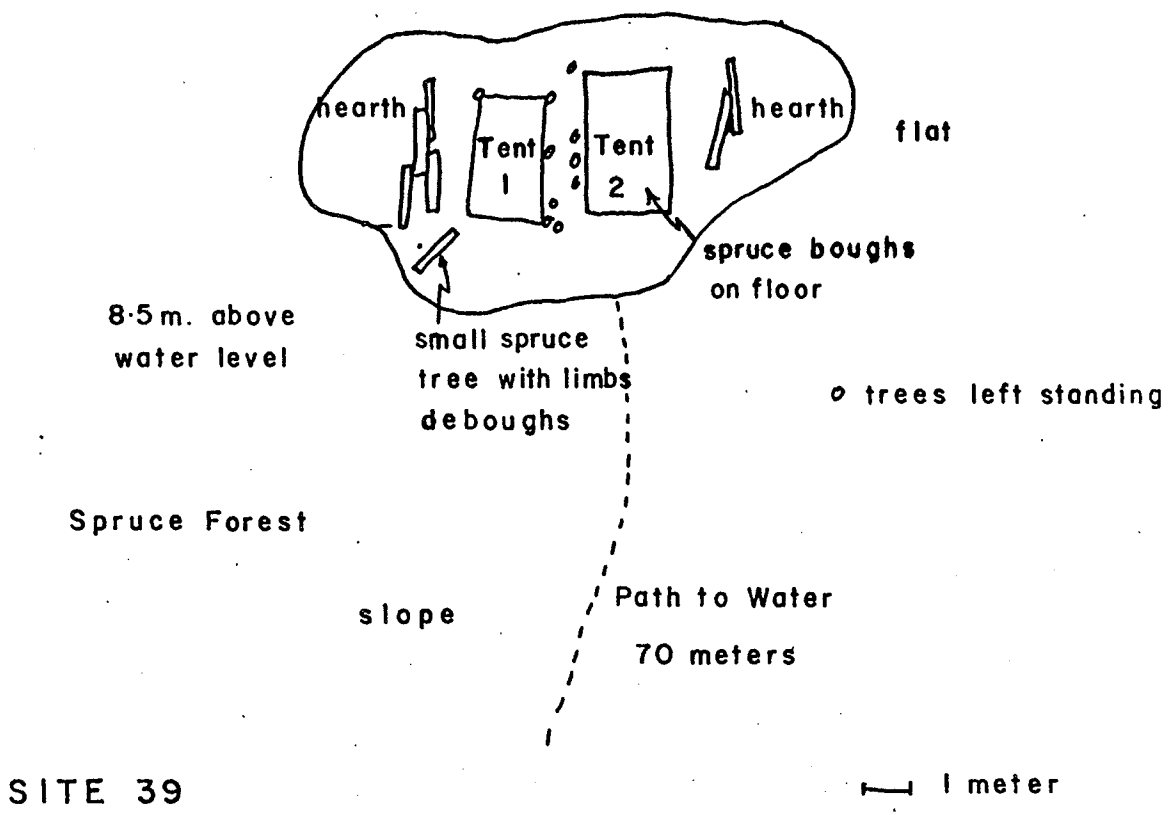 hearth
Tent
1
Tent
2
hearth
flat
spruce boughs
on floor
8.5 m. above
water level
small spruce
tree with limbs
deboughs
trees left standing
Spruce Forest
slope
Path to Water
70 meters
SITE 39
1 meter